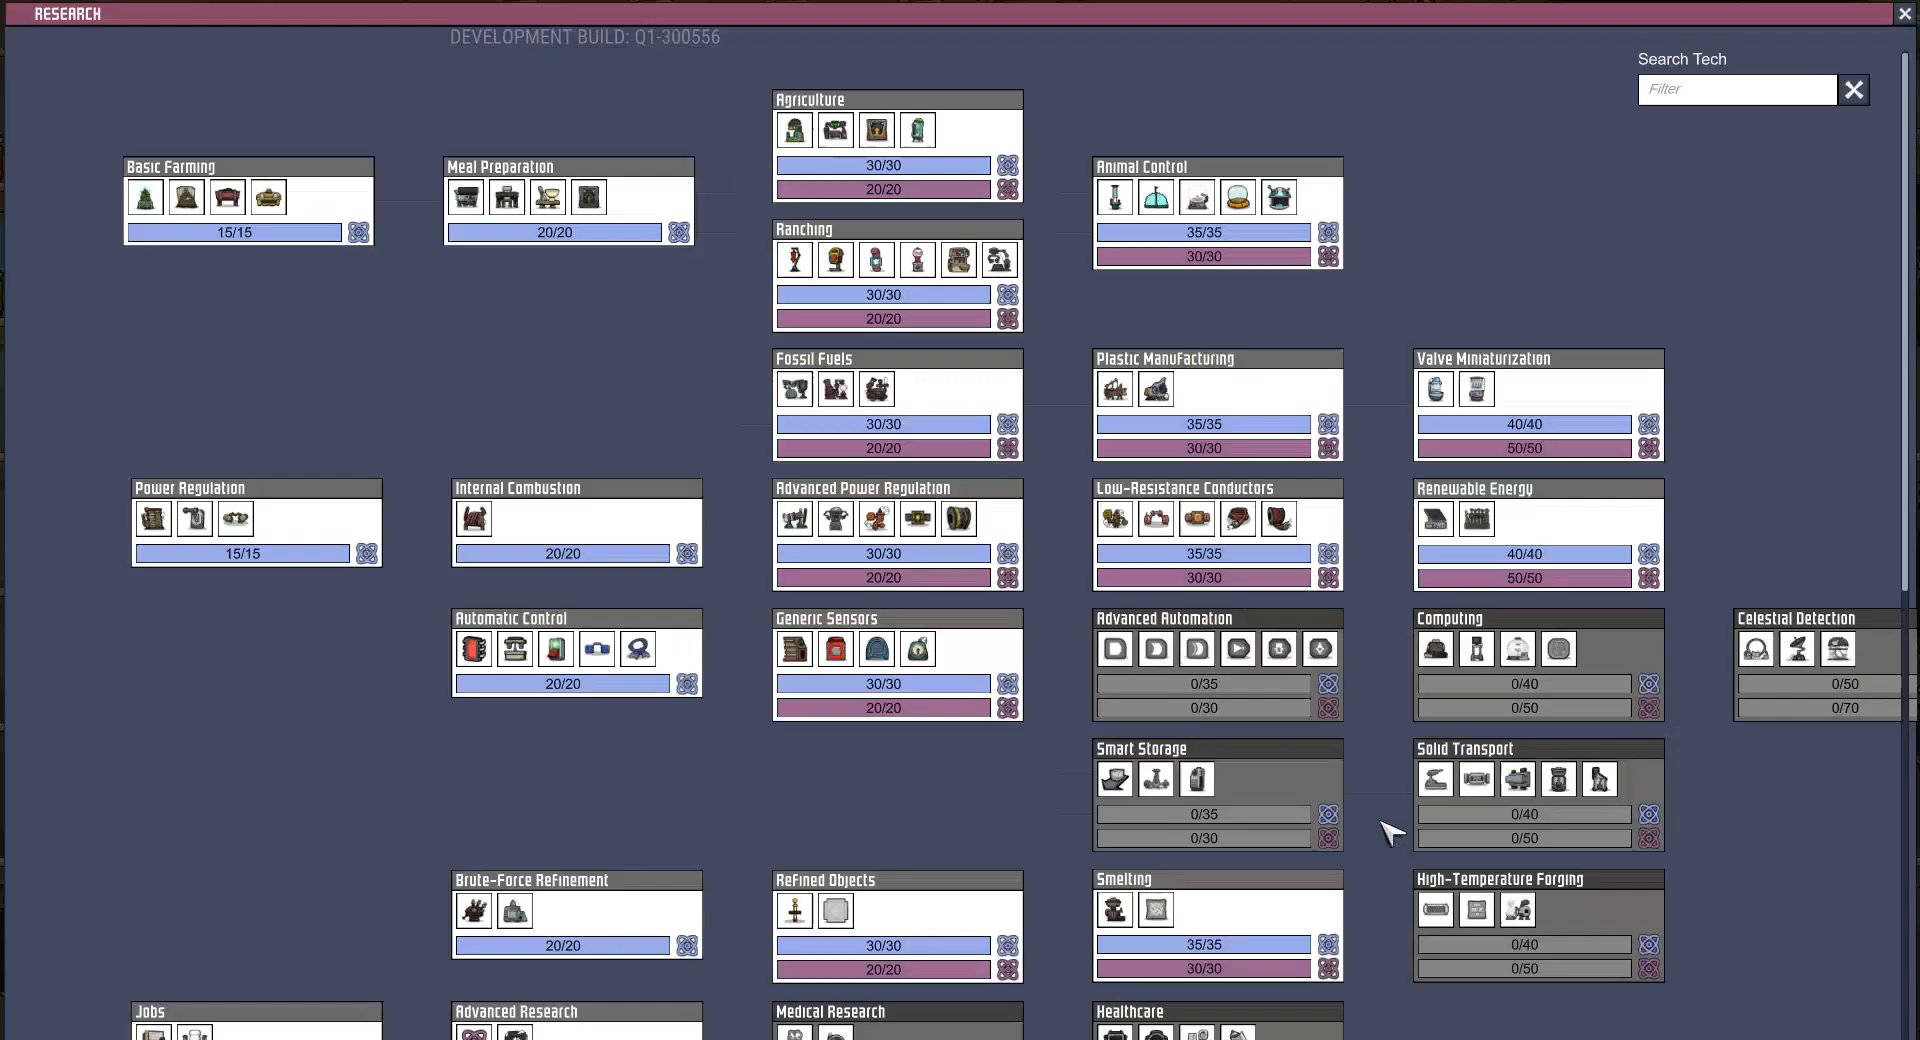 RESEARCH
DEVELOPMENT BUILD: Q1-300556
Search Tech
Filter
Agriculture
30/30
20/20
Basic Farming
15/15
Meal Preparation
20/20
Animal Control
35/35
30/30
Ranching
30/30
20/20
Fossil Fuels
30/30
20/20
Plastic Manufacturing
35/35
30/30
Valve Miniaturization
40/40
50/50
Power Regulation
15/15
Internal Combustion
20/20
Advanced Power Regulation
30/30
20/20
Low-Resistance Conductors
35/35
30/30
Renewable Energy
40/40
50/50
Automatic Control
20/20
Generic Sensors
30/30
20/20
Advanced Automation
0/35
0/30
Computing
0/40
0/50
Celestial Detection
0/50
0/70
Smart Storage
0/35
0/30
Solid Transport
0/40
0/50
Brute-Force Refinement
20/20
Refined Objects
30/30
20/20
Smelting
35/35
30/30
High-Temperature Forging
0/40
0/50
Jobs
Advanced Research
Medical Research
Healthcare